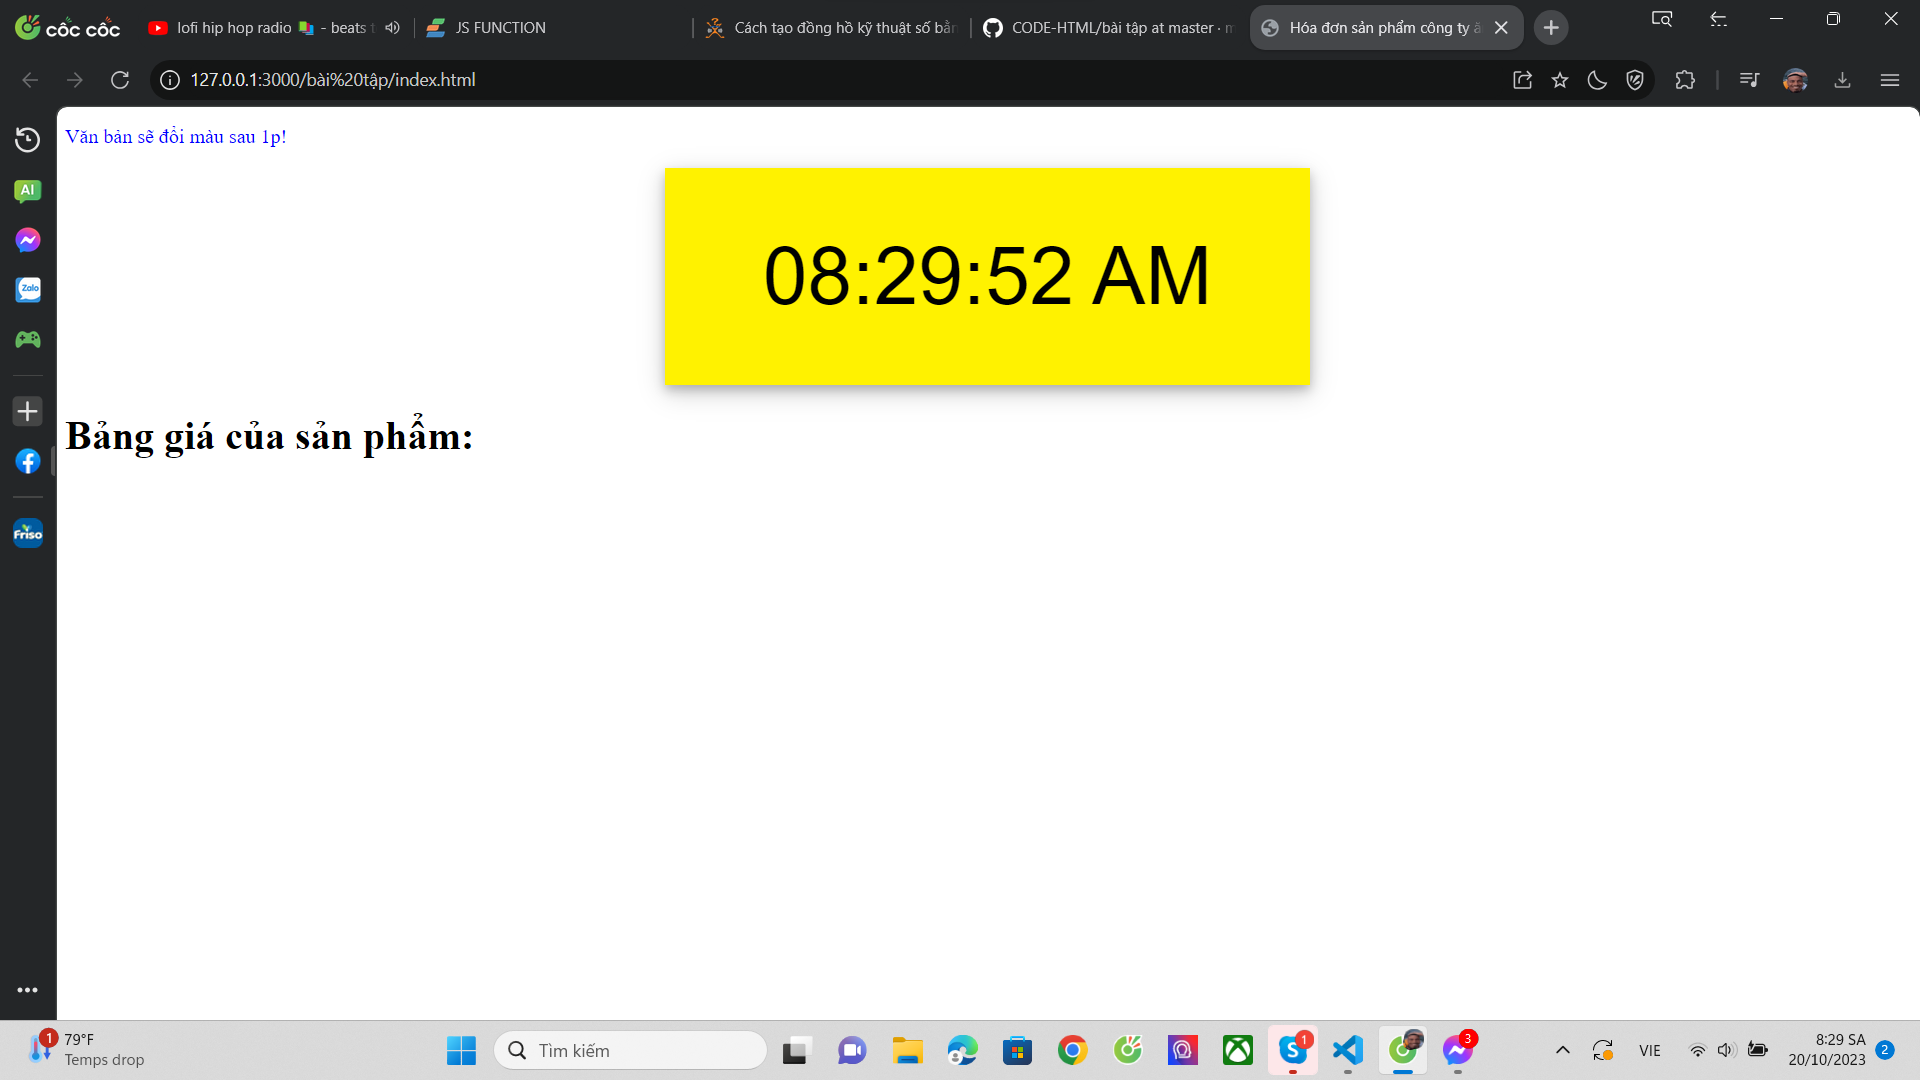 cốc cốc
lofi hip hop radio - beats t
JS FUNCTION
Cách tạo đồng hồ kỹ thuật số bằn
CODE-HTML/bài tập at master · m
Hóa đơn sản phẩm công ty ă
127.0.0.1:3000/bài%20tập/index.html
AI
Zalo
Friso
Văn bản sẽ đổi màu sau 1p!
08:29:52 AM
Bảng giá của sản phẩm:
1
79°F
Temps drop
Tìm kiếm
1
3
VIE
8:29 SA
20/10/2023
2